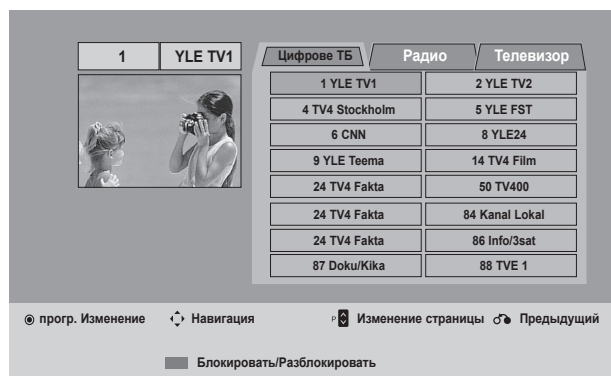 1 YLE TV1
Цифрове ТБ Радио Телевизор
1 YLE TV1 2 YLE TV2
4 TV4 Stockholm 5 YLE FST
6 CNN 8 YLE24
9 YLE Teema 14 TV4 Film
24 TV4 Fakta 50 TV400
24 TV4 Fakta 84 Kanal Lokal
24 TV4 Fakta 86 Info/3sat
87 Doku/Kika 88 TVE 1
прогр. Изменение Навигация P Изменение страницы Предыдущий
Блокировать/Разблокировать